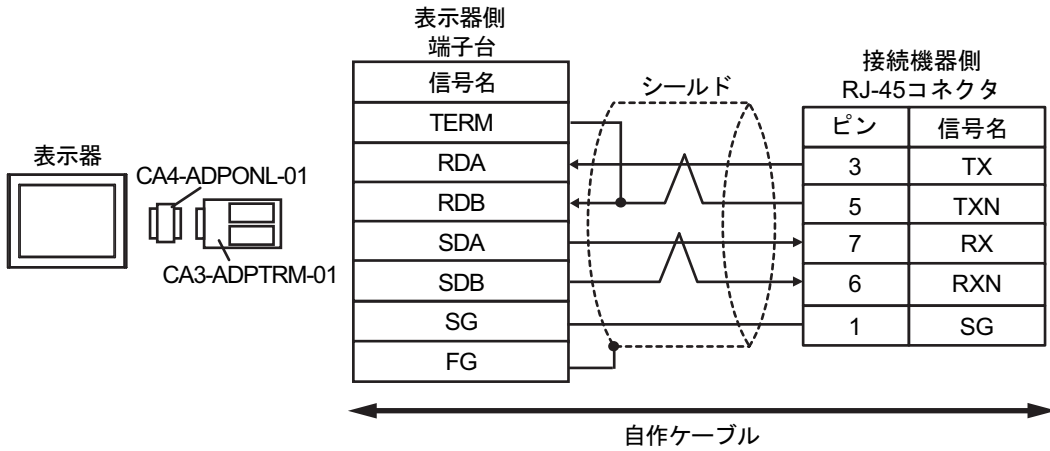 表示器側
端子台
信号名
TERM
RDA
RDB
SDA
SDB
SG
FG
シールド
接続機器側
RJ-45コネクタ
ピン 信号名
3 TX
5 TXN
7 RX
6 RXN
1 SG
表示器
CA4-ADPONL-01
CA3-ADPTRM-01
自作ケーブル